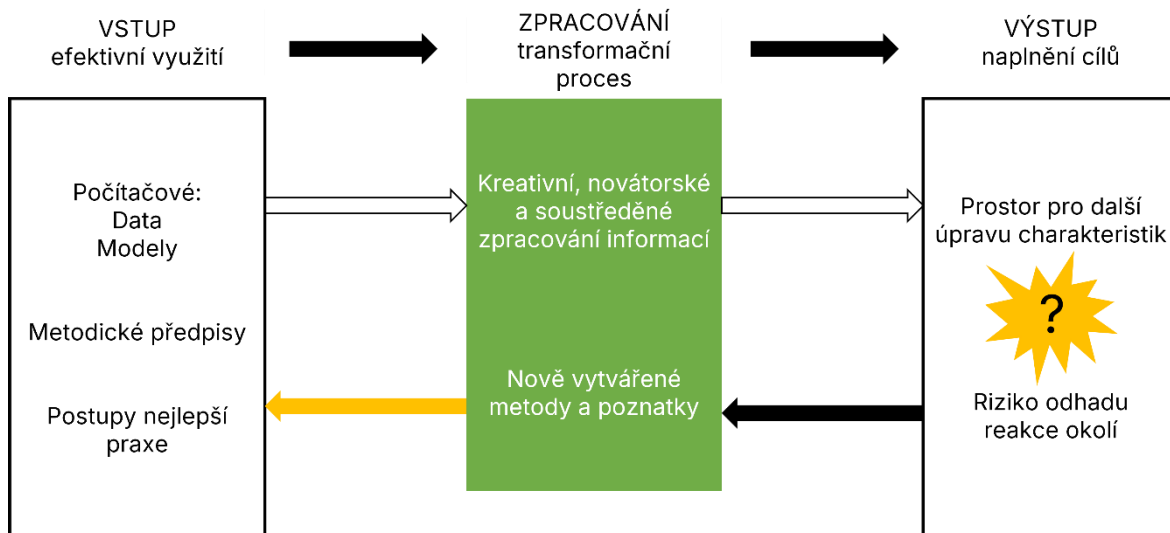 VSTUP
efektivní využití
ZPRACOVÁNÍ
transformační
proces
VÝSTUP
naplnění cílů
Počítačové:
Data
Modely
Metodické předpisy
Postupy nejlepší
praxe
Kreativní, novátorské
a soustředěné
zpracování informací
Nově vytvářené
metody a poznatky
Prostor pro další
úpravu charakteristik
?
Riziko odhadu
reakce okolí